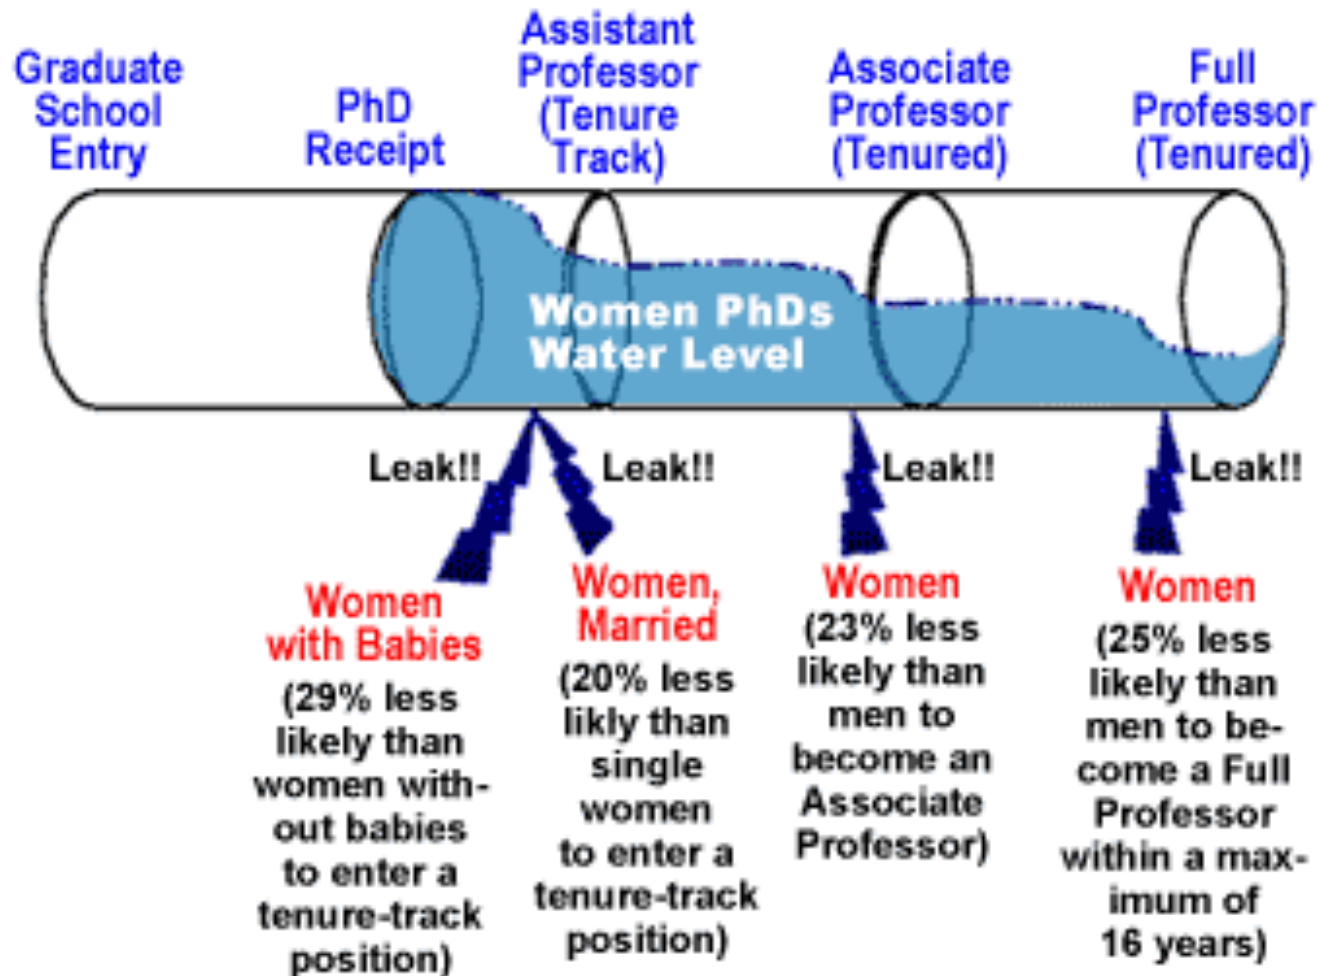 Graduate
School
Entry
PhD
Receipt
Assistant
Professor
(Tenure
Track)
Associate
Professor
(Tenured)
Full
Professor
(Tenured)
Women PhDs
Water Level
Leak!!
Leak!!
Leak!!
Leak!!
Women
with Babies
(29% less
likely than
women with-
out babies
to enter a
tenure-track
position)
Women,
Married
(20% less
likly than
single
women
to enter a
tenure-track
position)
Women
(23% less
likely than
men to
become an
Associate
Professor)
Women
(25% less
likely than
men to be-
come a Full
Professor
within a max-
imum of
16 years)